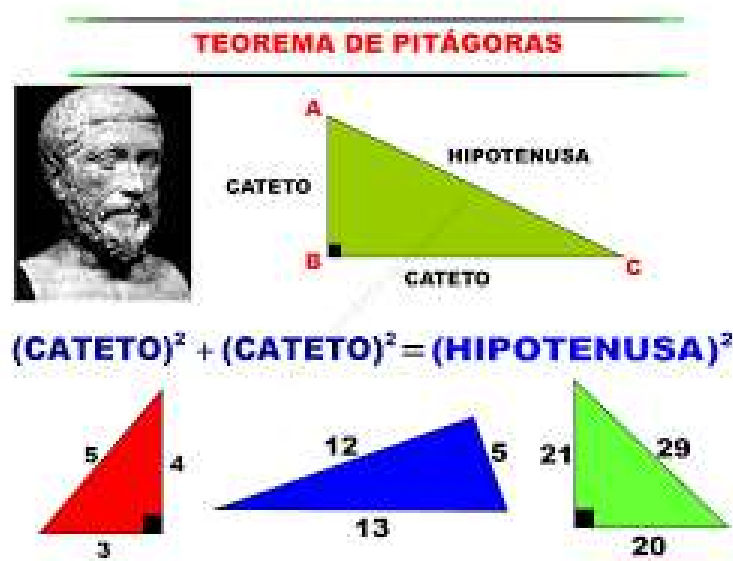 TEOREMA DE PITÁGORAS
A
HIPOTENUSA
CATETO
B
C
CATETO
(CATETO)² + (CATETO)² = (HIPOTENUSA)²
5
4
3
12
5
13
21
29
20